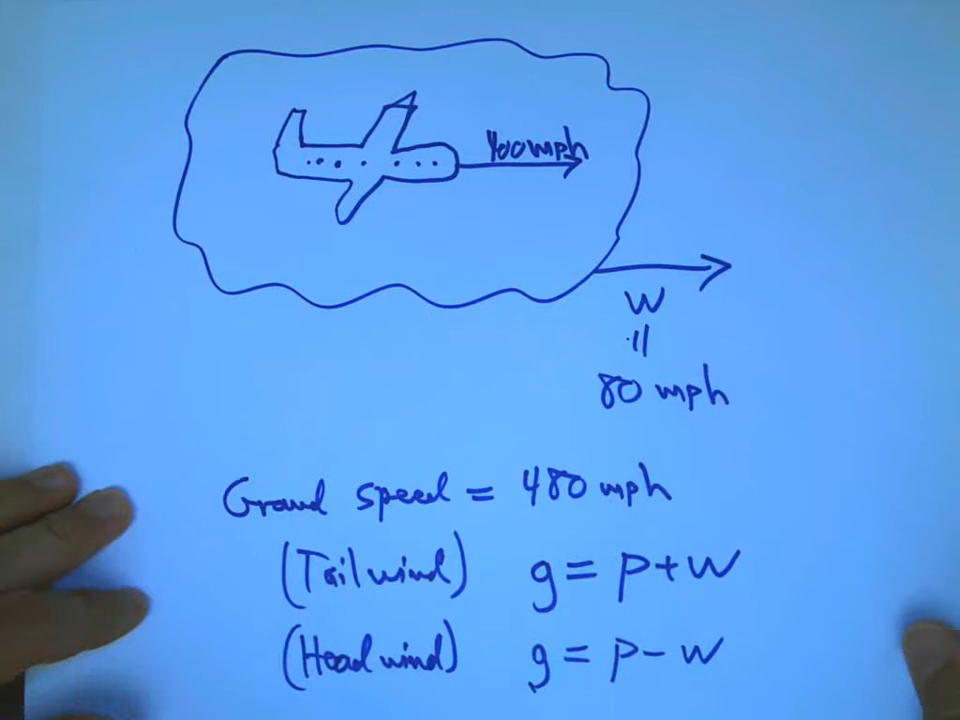 400mph
W
=
80 mph
Ground speed = 480 mph
(Tailwind) g = p+w
(Headwind) g = p-w